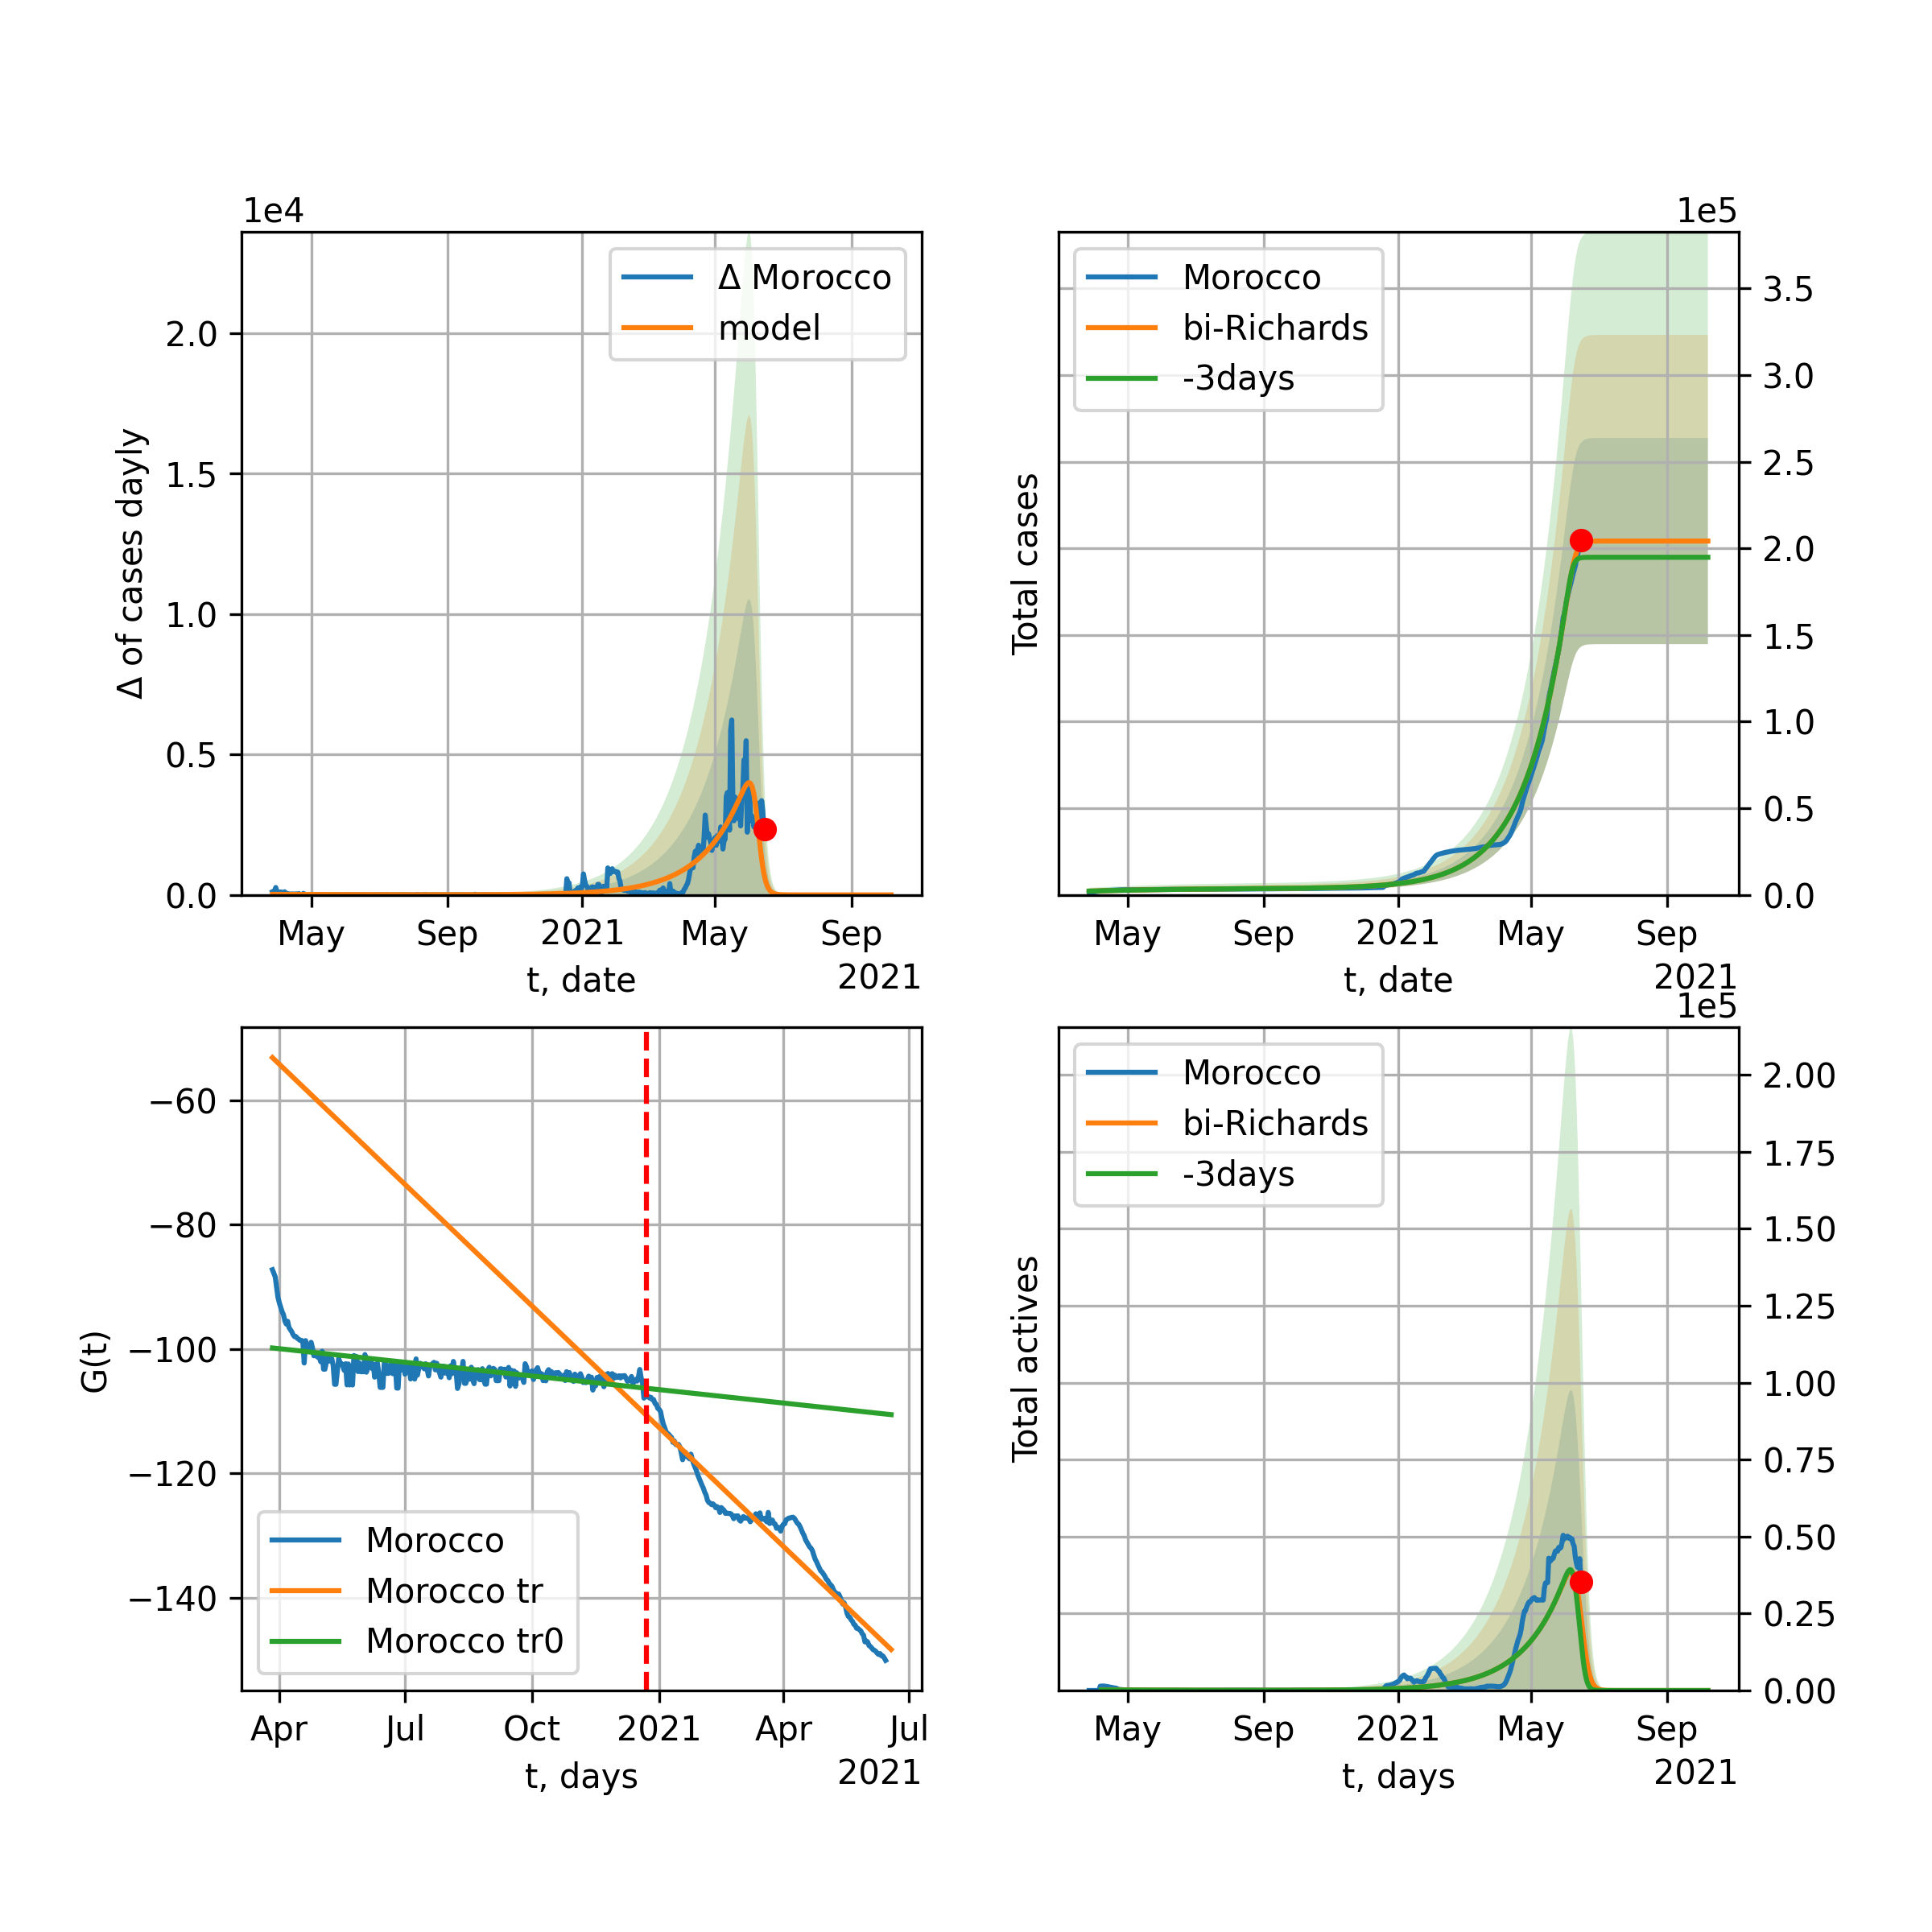 1e4
Δ Morocco
model
2.0
1.5
1.0
0.5
0.0
Δ of cases dayly
May Sep 2021 May Sep
t, date
2021
1e5
Morocco
bi-Richards
-3days
3.5
3.0
2.5
2.0
1.5
1.0
0.5
0.0
Total cases
May Sep 2021 May Sep
t, date
2021
−60
−80
−100
−120
−140
G(t)
Morocco
Morocco tr
Morocco tr0
Apr Jul Oct 2021 Apr Jul
t, days
2021
1e5
Morocco
bi-Richards
-3days
2.00
1.75
1.50
1.25
1.00
0.75
0.50
0.25
0.00
Total actives
May Sep 2021 May Sep
t, days
2021